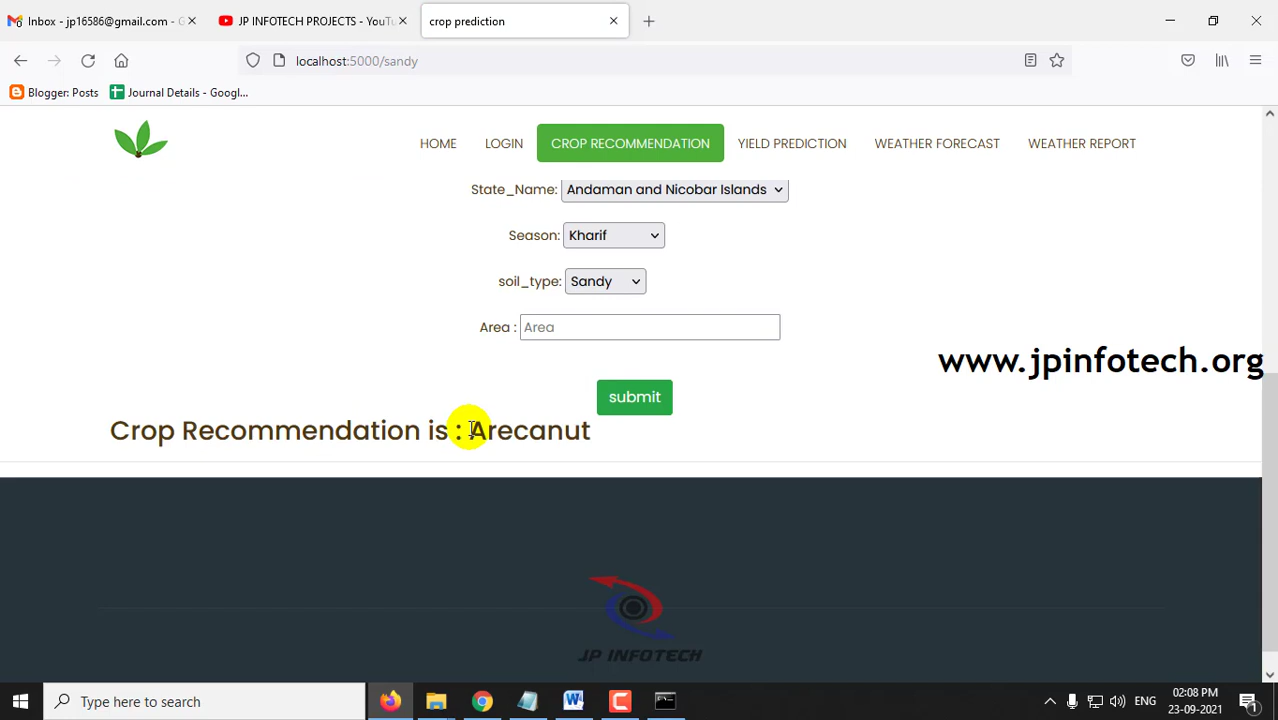 Inbox - jp16586@gmail.com - G
JP INFOTECH PROJECTS - YouTu
crop prediction
localhost:5000/sandy
Blogger: Posts
Journal Details - Googl...
HOME
LOGIN
CROP RECOMMENDATION
YIELD PREDICTION
WEATHER FORECAST
WEATHER REPORT
State_Name: Andaman and Nicobar Islands
Season: Kharif
soil_type: Sandy
Area : Area
www.jpinfotech.org
submit
Crop Recommendation is : Arecanut
JP INFOTECH
Type here to search
ENG
02:08 PM
23-09-2021
1